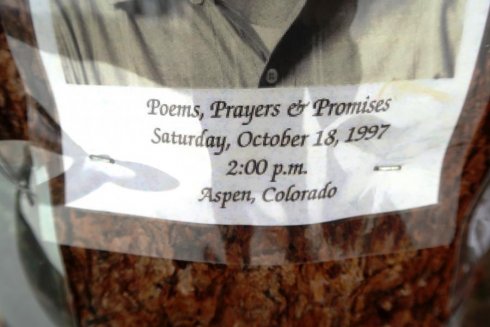 Poems, Prayers & Promises
Saturday, October 18, 1997
2:00 p.m.
Aspen, Colorado